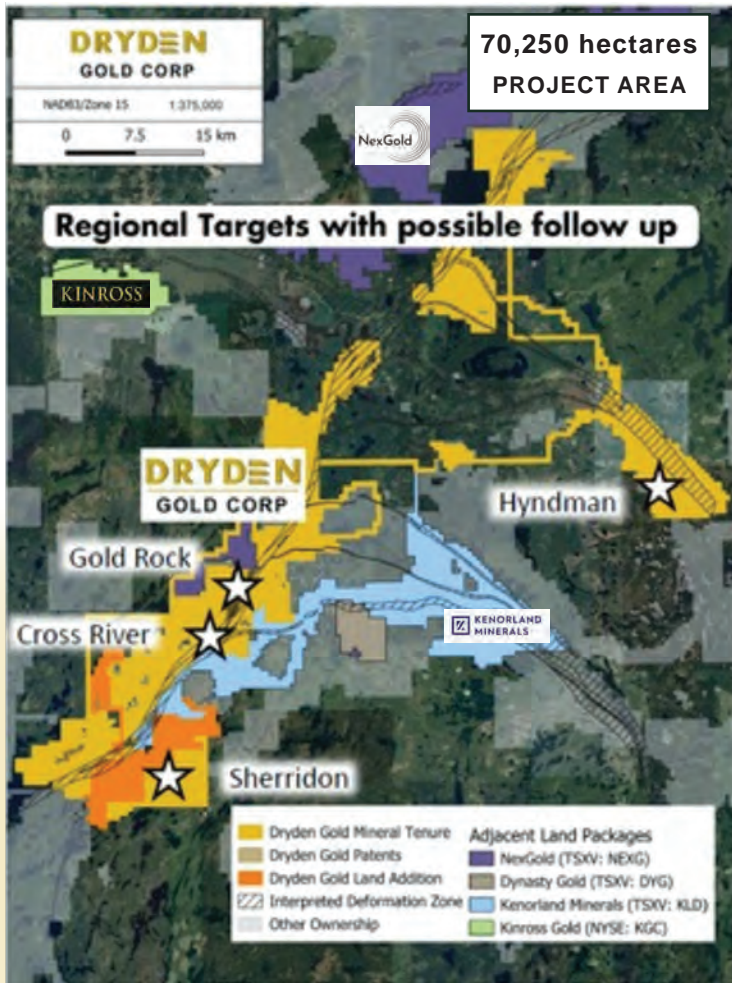 DRYDEN
GOLD CORP
NAD83/Zone 15 1:375,000
0 7.5 15 km
70,250 hectares
PROJECT AREA
NexGold
Regional Targets with possible follow up
KINROSS
DRYDEN
GOLD CORP
Hyndman
Gold Rock
Cross River
KENORLAND
MINERALS
Sherridon
Dryden Gold Mineral Tenure
Dryden Gold Patents
Dryden Gold Land Addition
Interpreted Deformation Zone
Other Ownership
Adjacent Land Packages
NexGold (TSXV: NEXG)
Dynasty Gold (TSXV: DYG)
Kenorland Minerals (TSXV: KLD)
Kinross Gold (NYSE: KGC)